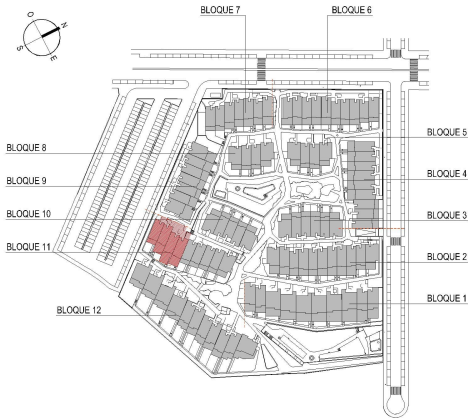 BLOQUE 7
BLOQUE 6
O
N
S
E
BLOQUE 5
BLOQUE 8
BLOQUE 4
BLOQUE 9
BLOQUE 10
BLOQUE 3
BLOQUE 11
BLOQUE 2
BLOQUE 1
BLOQUE 12